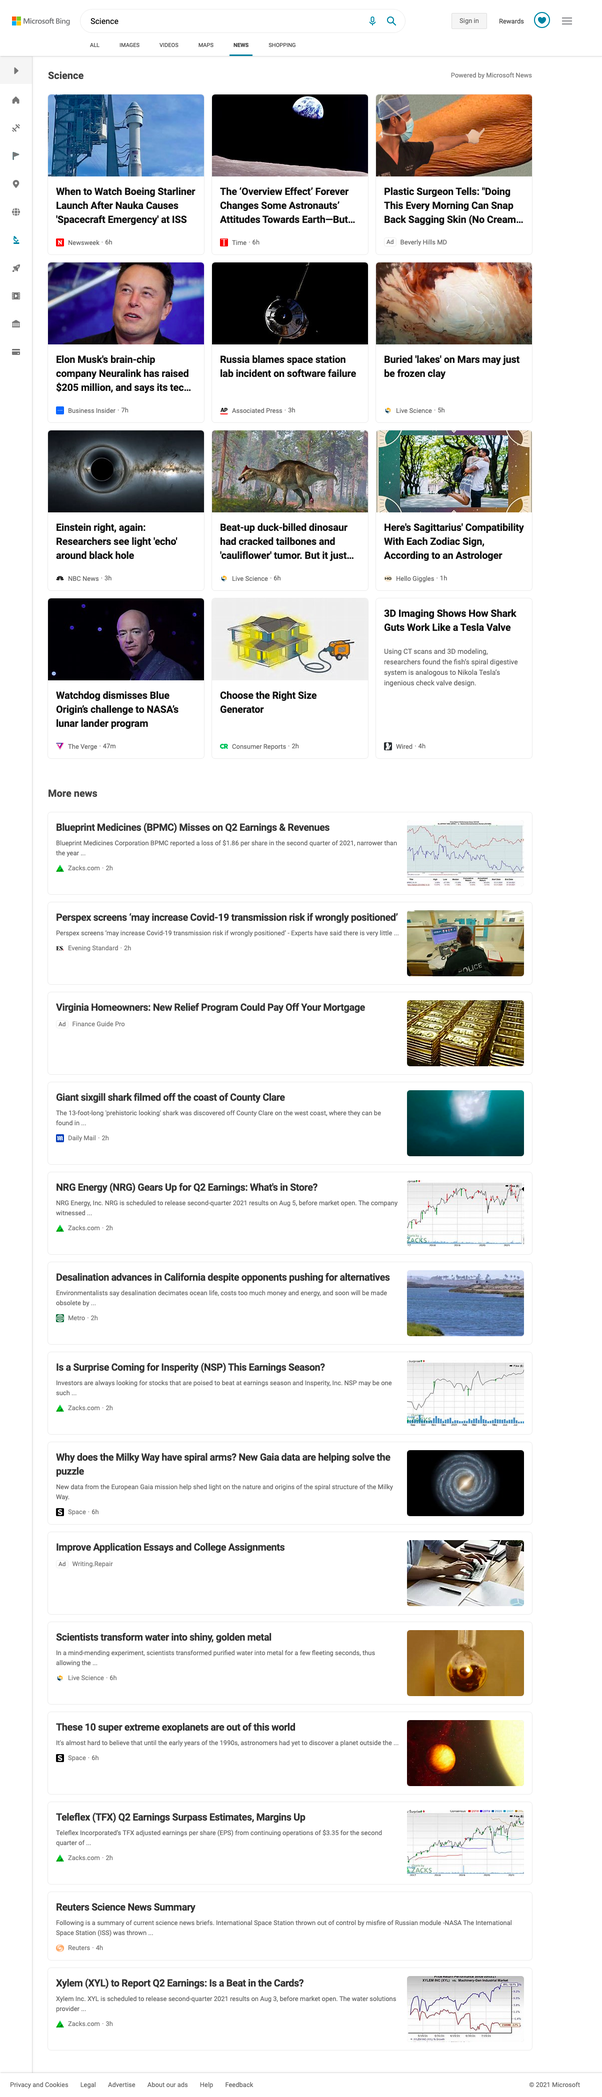 Microsoft Bing
Science
Sign in
Rewards
ALL
IMAGES
VIDEOS
MAPS
NEWS
SHOPPING
Science
Powered by Microsoft News
When to Watch Boeing Starliner
Launch After Nauka Causes
'Spacecraft Emergency' at ISS
Newsweek · 6h
The 'Overview Effect' Forever
Changes Some Astronauts'
Attitudes Towards Earth—But...
Time · 6h
Plastic Surgeon Tells: "Doing
This Every Morning Can Snap
Back Sagging Skin (No Cream...
Ad Beverly Hills MD
Elon Musk's brain-chip
company Neuralink has raised
$205 million, and says its tec...
Business Insider · 7h
Russia blames space station
lab incident on software failure
AP Associated Press · 3h
Buried 'lakes' on Mars may just
be frozen clay
Live Science · 5h
Einstein right, again:
Researchers see light 'echo'
around black hole
NBC News · 3h
Beat-up duck-billed dinosaur
had cracked tailbones and
'cauliflower' tumor. But it just...
Live Science · 6h
Here's Sagittarius' Compatibility
With Each Zodiac Sign,
According to an Astrologer
Hello Giggles · 1h
Watchdog dismisses Blue
Origin's challenge to NASA's
lunar lander program
The Verge · 47m
Choose the Right Size
Generator
CR Consumer Reports · 2h
3D Imaging Shows How Shark
Guts Work Like a Tesla Valve
Using CT scans and 3D modeling,
researchers found the fish's spiral digestive
system is analogous to Nikola Tesla's
ingenious check valve design.
Wired · 4h
More news
Blueprint Medicines (BPMC) Misses on Q2 Earnings & Revenues
Blueprint Medicines Corporation BPMC reported a loss of $1.86 per share in the second quarter of 2021, narrower than
the year ...
Zacks.com · 2h
Perspex screens 'may increase Covid-19 transmission risk if wrongly positioned'
Perspex screens 'may increase Covid-19 transmission risk if wrongly positioned' - Experts have said there is very little ...
ES. Evening Standard · 2h
POLICE
Virginia Homeowners: New Relief Program Could Pay Off Your Mortgage
Ad Finance Guide Pro
Giant sixgill shark filmed off the coast of County Clare
The 13-foot-long 'prehistoric looking' shark was discovered off County Clare on the west coast, where they can be
found in ...
Daily Mail · 2h
NRG Energy (NRG) Gears Up for Q2 Earnings: What's in Store?
NRG Energy, Inc. NRG is scheduled to release second-quarter 2021 results on Aug 5, before market open. The company
witnessed ...
Zacks.com · 2h
ZACKS
Desalination advances in California despite opponents pushing for alternatives
Environmentalists say desalination decimates ocean life, costs too much money and energy, and soon will be made
obsolete by ...
Metro · 2h
Is a Surprise Coming for Insperity (NSP) This Earnings Season?
Investors are always looking for stocks that are poised to beat at earnings season and Insperity, Inc. NSP may be one
such ...
Zacks.com · 2h
ZACKS
Why does the Milky Way have spiral arms? New Gaia data are helping solve the
puzzle
New data from the European Gaia mission help shed light on the nature and origins of the spiral structure of the Milky
Way.
Space · 6h
Improve Application Essays and College Assignments
Ad Writing.Repair
Scientists transform water into shiny, golden metal
In a mind-mending experiment, scientists transformed purified water into metal for a few fleeting seconds, thus
allowing the ...
Live Science · 6h
These 10 super extreme exoplanets are out of this world
It's almost hard to believe that until the early years of the 1990s, astronomers had yet to discover a planet outside the ...
Space · 6h
Teleflex (TFX) Q2 Earnings Surpass Estimates, Margins Up
Teleflex Incorporated's TFX adjusted earnings per share (EPS) from continuing operations of $3.35 for the second
quarter of ...
Zacks.com · 2h
ZACKS
Reuters Science News Summary
Following is a summary of current science news briefs. International Space Station thrown out of control by misfire of Russian module -NASA The International
Space Station (ISS) was thrown ...
Reuters · 4h
Xylem (XYL) to Report Q2 Earnings: Is a Beat in the Cards?
Xylem Inc. XYL is scheduled to release second-quarter 2021 results on Aug 3, before market open. The water solutions
provider ...
Zacks.com · 3h
Privacy and Cookies
Legal
Advertise
About our ads
Help
Feedback
© 2021 Microsoft